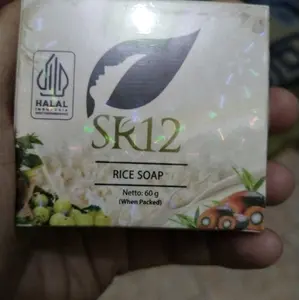 HALAL
INDONESIA
SR12
RICE SOAP
Netto: 60 g
(When Packed)